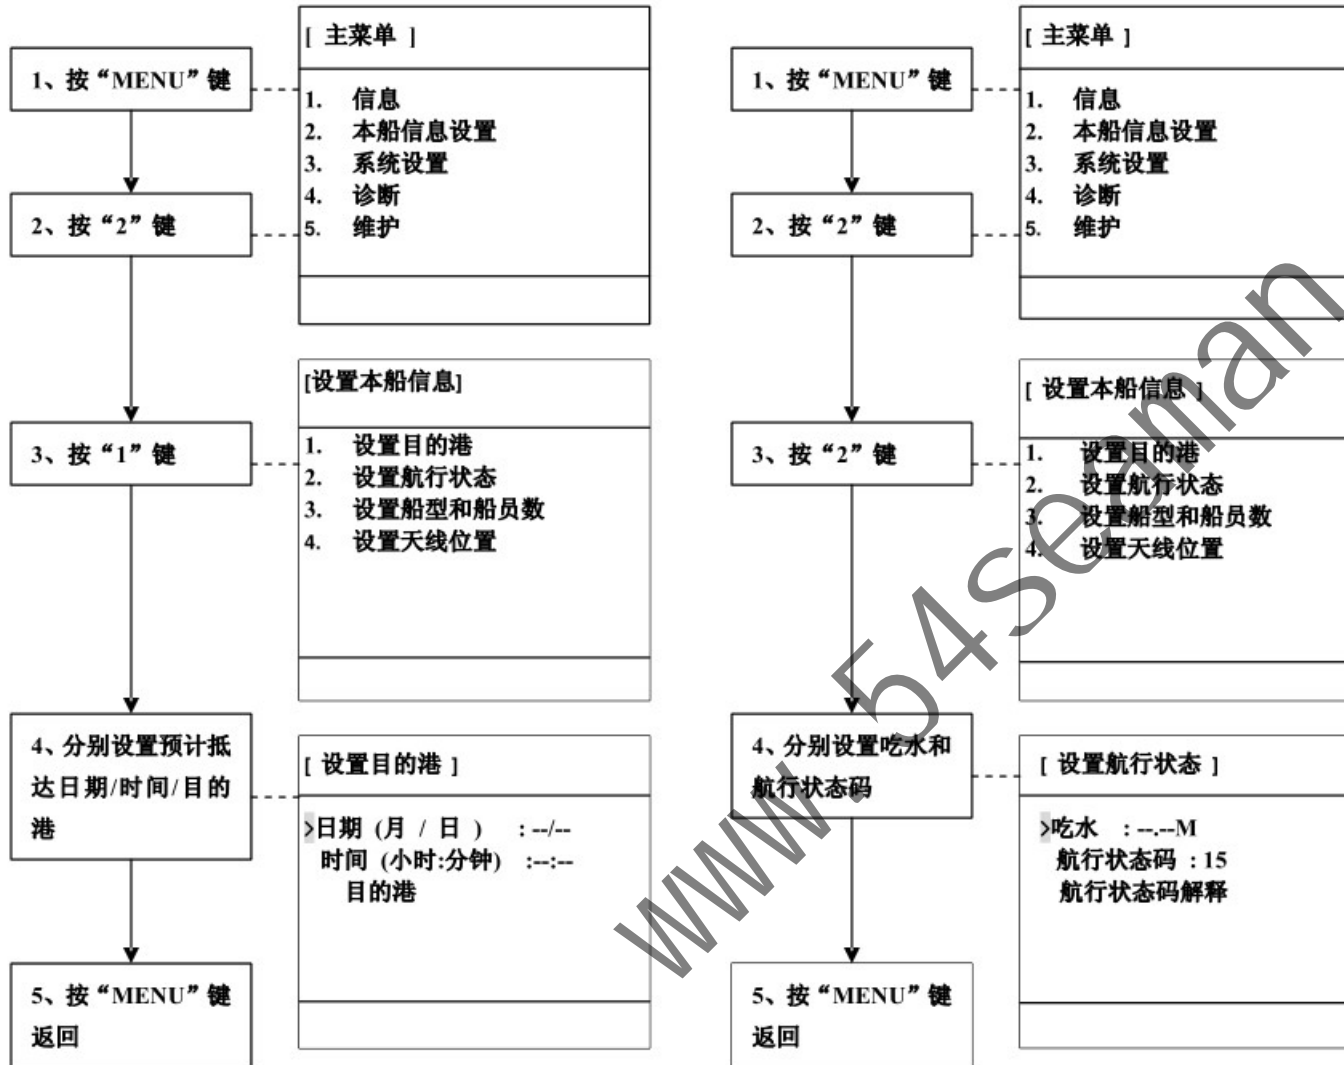 1、按“MENU”键
2、按“2”键
3、按“1”键
4、分别设置预计抵
达日期/时间/目的
港
5、按“MENU”键
返回
[ 主菜单 ]
1. 信息
2. 本船信息设置
3. 系统设置
4. 诊断
5. 维护
[设置本船信息]
1. 设置目的港
2. 设置航行状态
3. 设置船型和船员数
4. 设置天线位置
[ 设置目的港 ]
>日期 (月 / 日 ) : --/--
时间 (小时:分钟) :--:--
目的港
1、按“MENU”键
2、按“2”键
3、按“2”键
4、分别设置吃水和
航行状态码
5、按“MENU”键
返回
[ 主菜单 ]
1. 信息
2. 本船信息设置
3. 系统设置
4. 诊断
5. 维护
[ 设置本船信息 ]
1. 设置目的港
2. 设置航行状态
3. 设置船型和船员数
4. 设置天线位置
[ 设置航行状态 ]
>吃水 : --.--M
航行状态码 : 15
航行状态码解释
www.54seaman